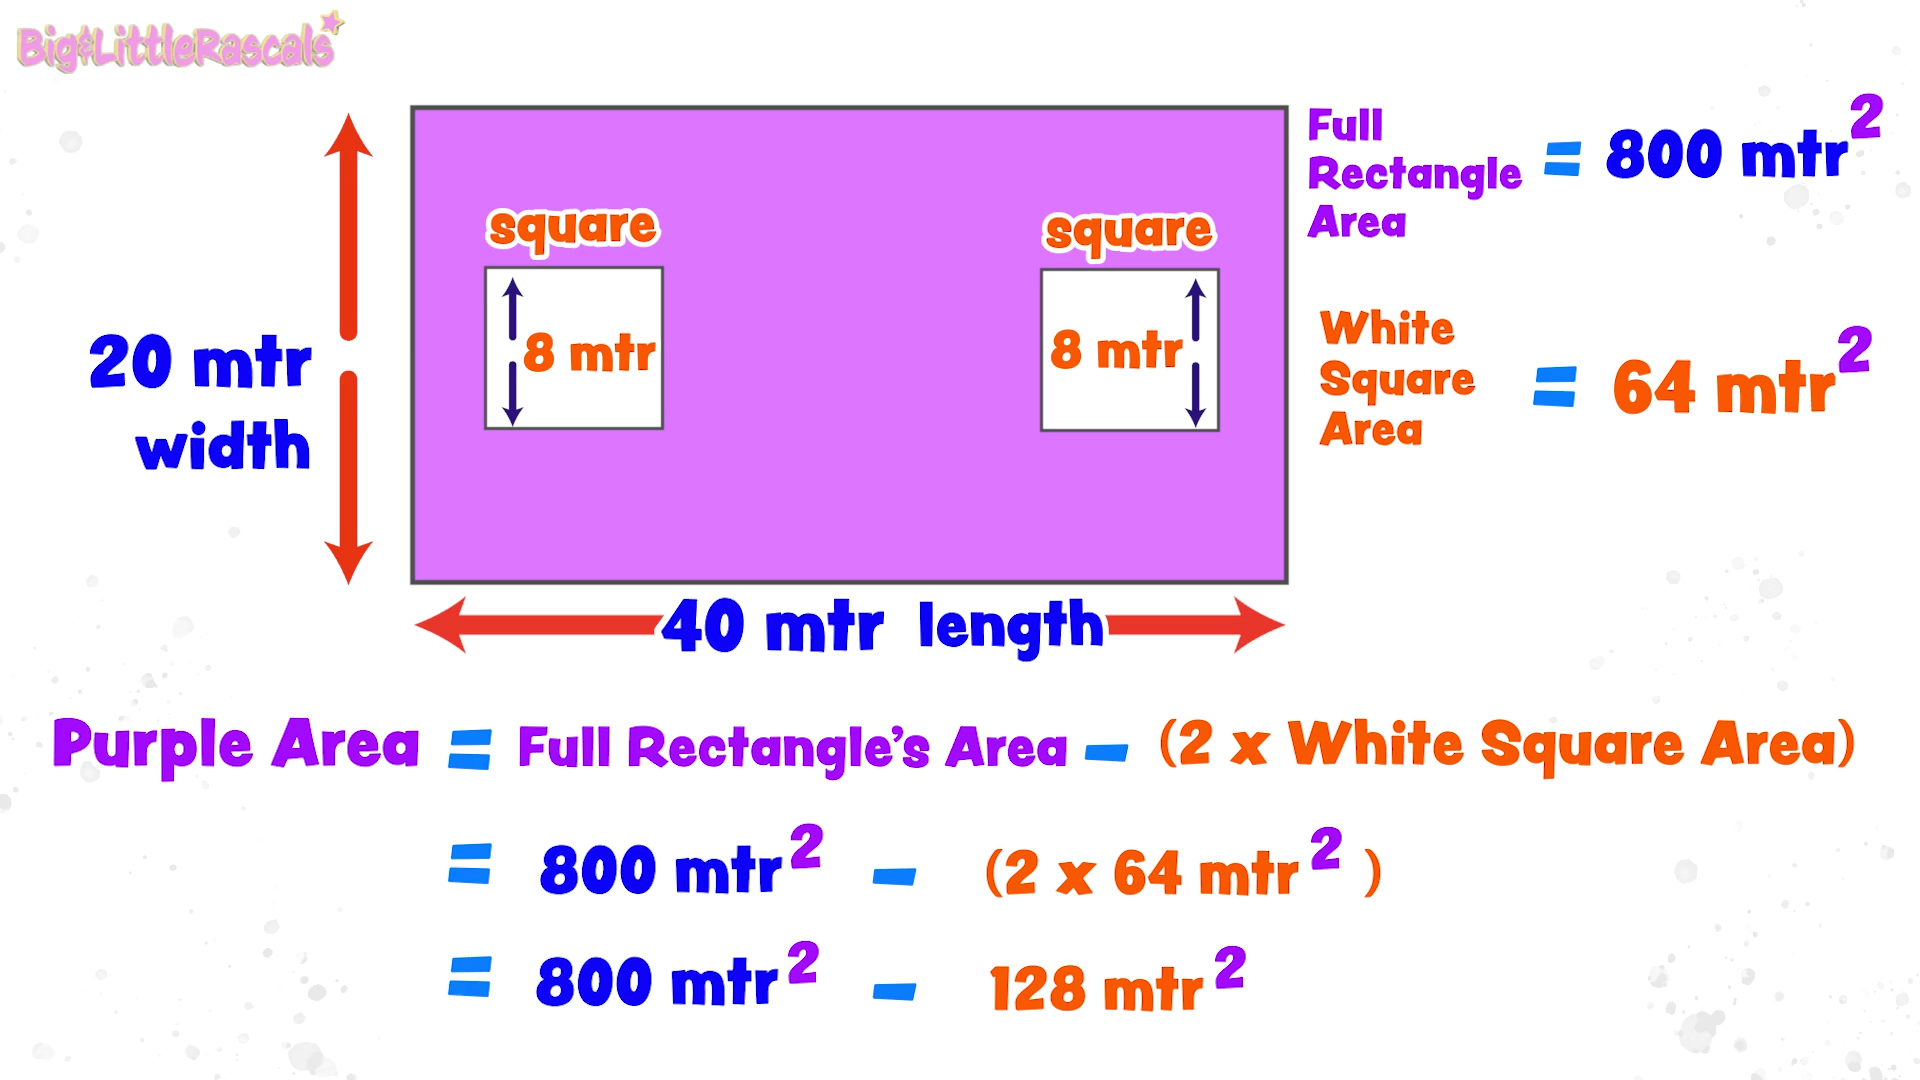 Big&LittleRascals
square
square
8 mtr
8 mtr
20 mtr
width
40 mtr length
Full
Rectangle
Area
= 800 mtr²
White
Square
Area
= 64 mtr²
Purple Area = Full Rectangle's Area - (2 x White Square Area)
= 800 mtr² - (2 x 64 mtr²)
= 800 mtr² - 128 mtr²